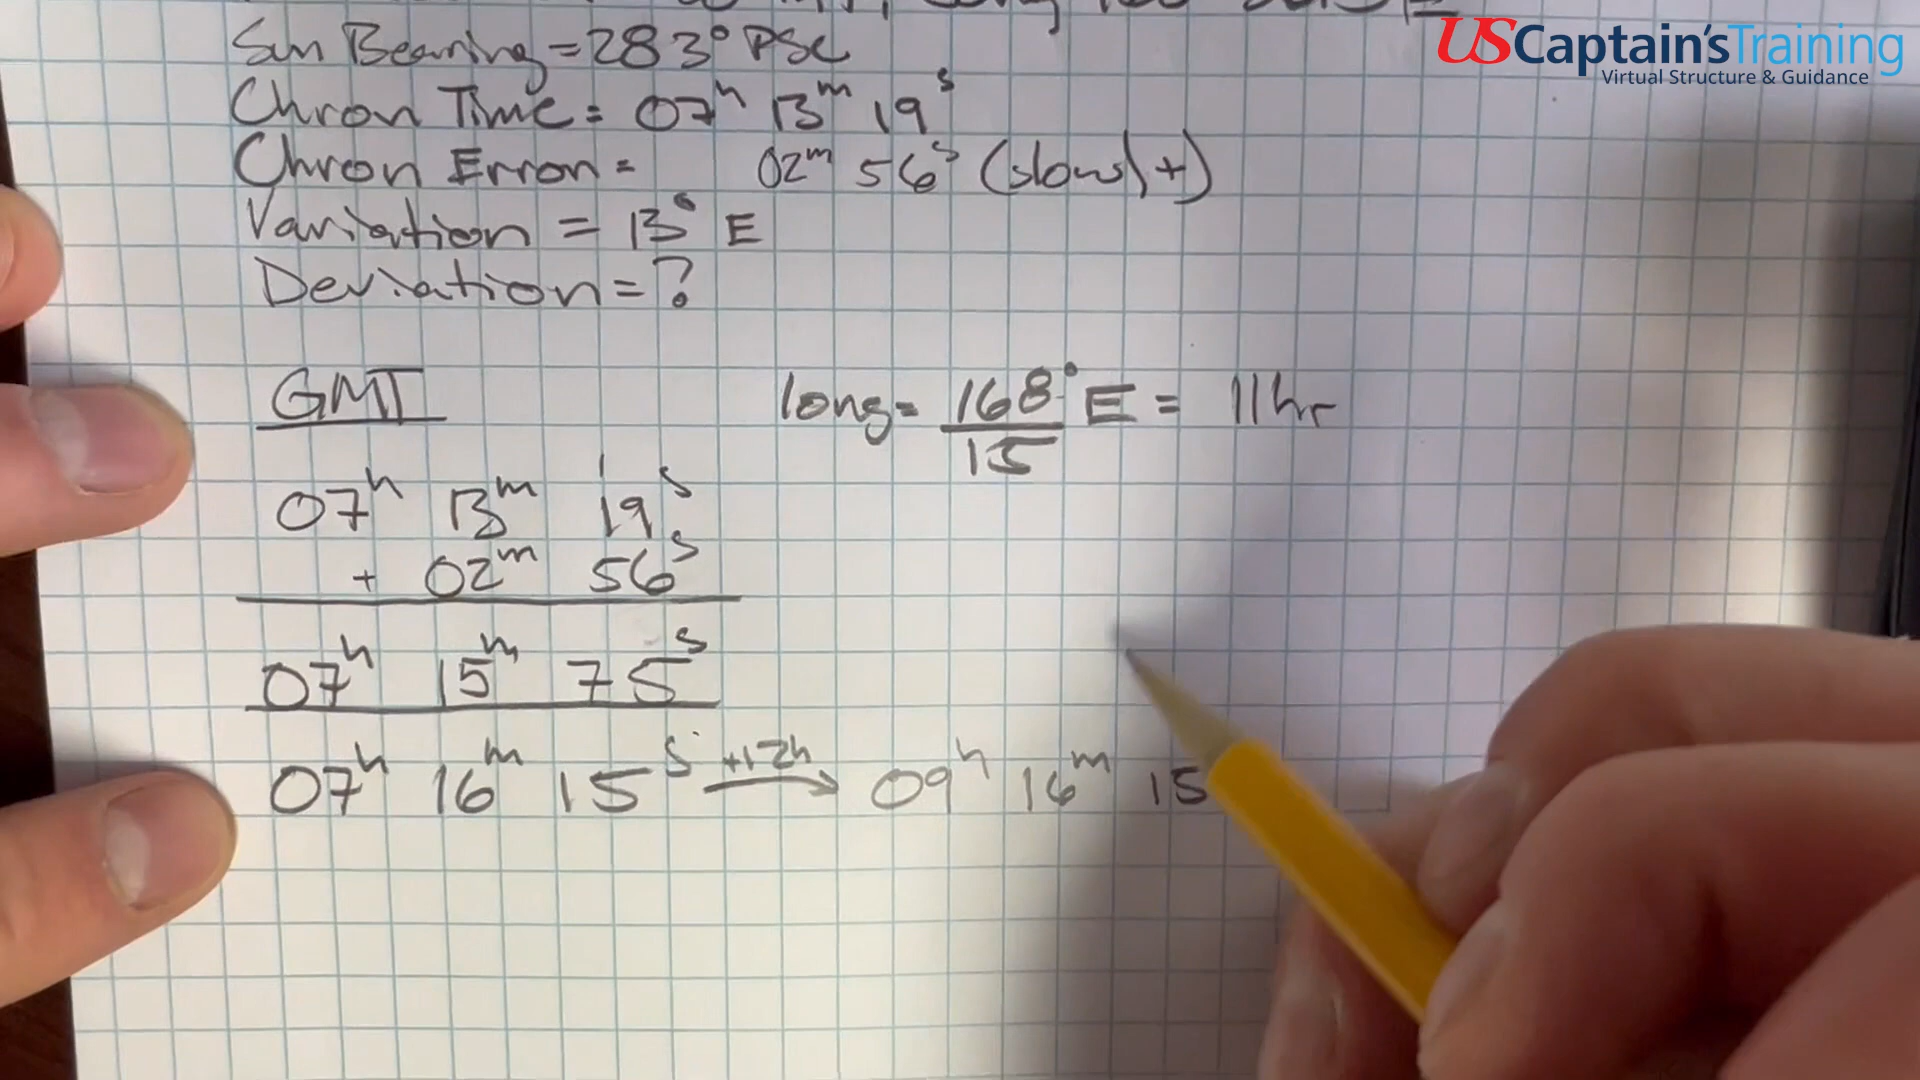 USCaptain'sTraining
Virtual Structure & Guidance
Sun Bearing = 283° PSC
Chron Time = 07h 13m 19s
Chron Error = 02m 56s (slow\+)
Variation = 13° E
Deviation = ?
GMT
long = 168° E = 11hr
15
1
07h 13m 19s
+ 02m 56s
07h 15m 75s
07h 16m 15s +12h → 09h 16m 15